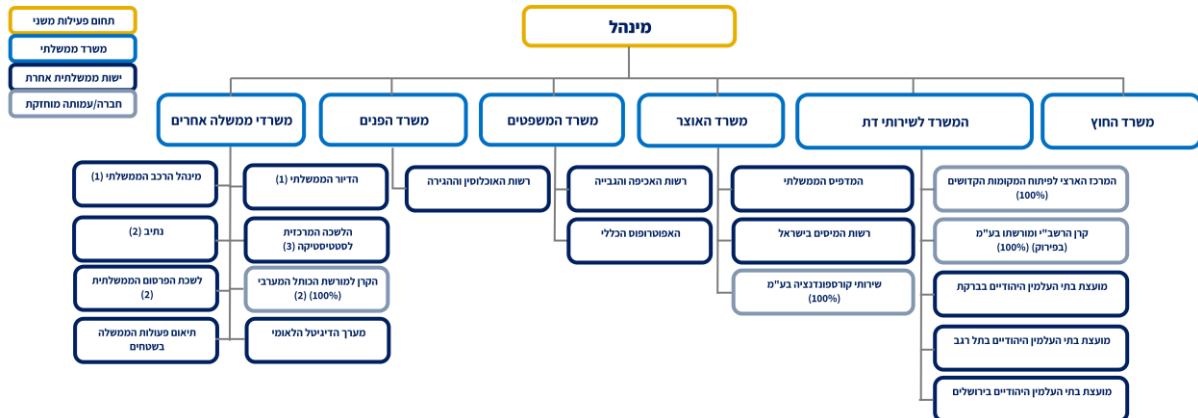 תחום פעילות משני
משרד ממשלתי
ישות ממשלתית אחרת
חברה/עמותה מוחזקת
מינהל
משרד החוץ
המשרד לשירותי דת
משרד האוצר
משרד המשפטים
משרד הפנים
משרדי ממשלה אחרים
המרכז הארצי לפיתוח המקומות הקדושים
(100%)
קרן הרשב"י ומורשתו בע"מ
(בפירוק) (100%)
מועצת בתי העלמין היהודיים בברקת
מועצת בתי העלמין היהודיים בתל רגב
מועצת בתי העלמין היהודיים בירושלים
המדפיס הממשלתי
רשות המיסים בישראל
שירותי קורספונדנציה בע"מ
(100%)
רשות האכיפה והגבייה
האפוטרופוס הכללי
רשות האוכלוסין וההגירה
הדיור הממשלתי (1)
הלשכה המרכזית
לסטטיסטיקה (3)
הקרן למורשת הכותל המערבי
(100%) (2)
מערך הדיגיטל הלאומי
מינהל הרכב הממשלתי (1)
נתיב (2)
לשכת הפרסום הממשלתית
(2)
תיאום פעולות הממשלה
בשטחים